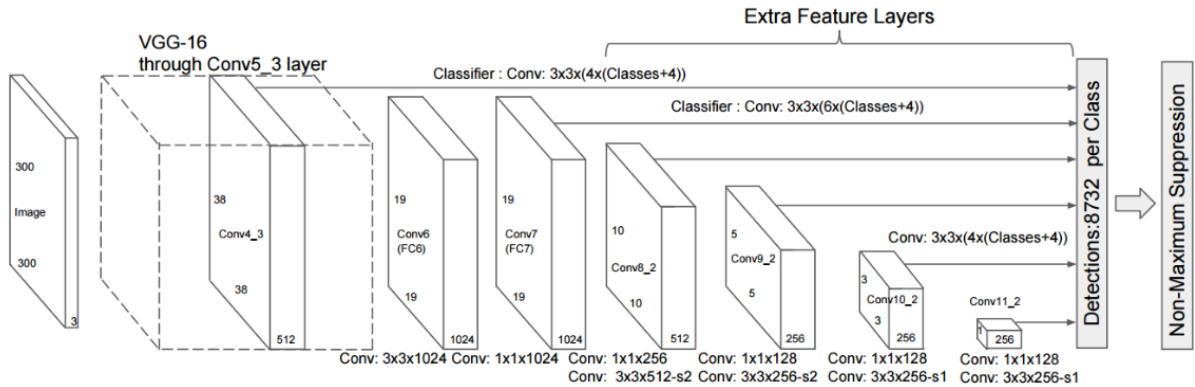 Extra Feature Layers
VGG-16
through Conv5_3 layer
Classifier : Conv: 3x3x(4x(Classes+4))
Classifier : Conv: 3x3x(6x(Classes+4))
300
Image
300
3
38
Conv4_3
38
512
19
Conv6
(FC6)
19
1024
19
Conv7
(FC7)
19
1024
10
Conv8_2
10
512
5
Conv9_2
5
256
Conv: 3x3x(4x(Classes+4))
3
Conv10_2
3
256
Conv11_2
1
256
Detections:8732 per Class
Non-Maximum Suppression
Conv: 3x3x1024
Conv: 1x1x1024
Conv: 1x1x256
Conv: 3x3x512-s2
Conv: 1x1x128
Conv: 3x3x256-s2
Conv: 1x1x128
Conv: 3x3x256-s1
Conv: 1x1x128
Conv: 3x3x256-s1